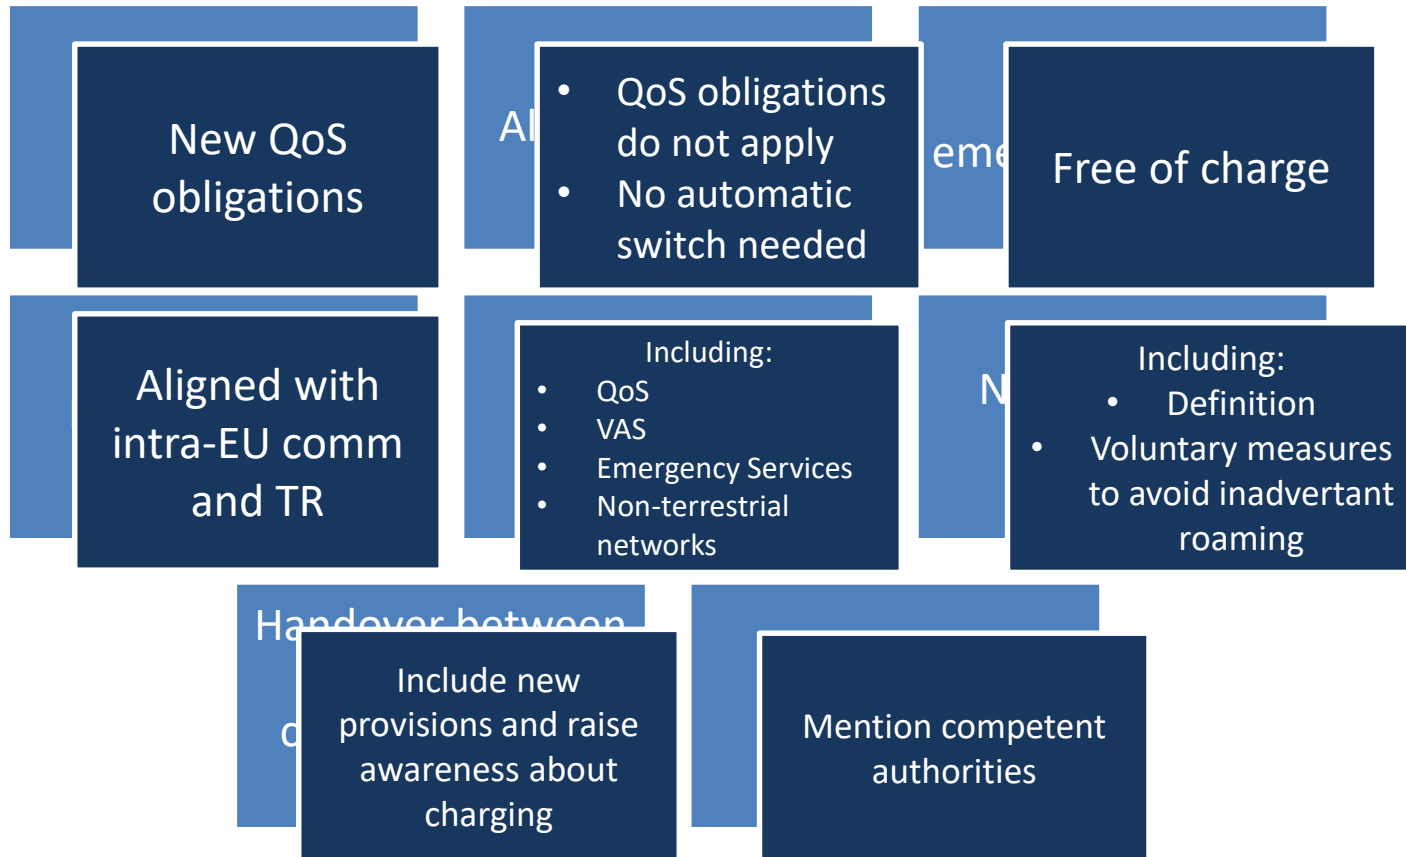 New QoS
obligations
• QoS obligations
do not apply
• No automatic
switch needed
Free of charge
Aligned with
intra-EU comm
and TR
Including:
• QoS
• VAS
• Emergency Services
• Non-terrestrial
networks
Including:
• Definition
• Voluntary measures
to avoid inadvertant
roaming
Handover between
Include new
provisions and raise
awareness about
charging
Mention competent
authorities